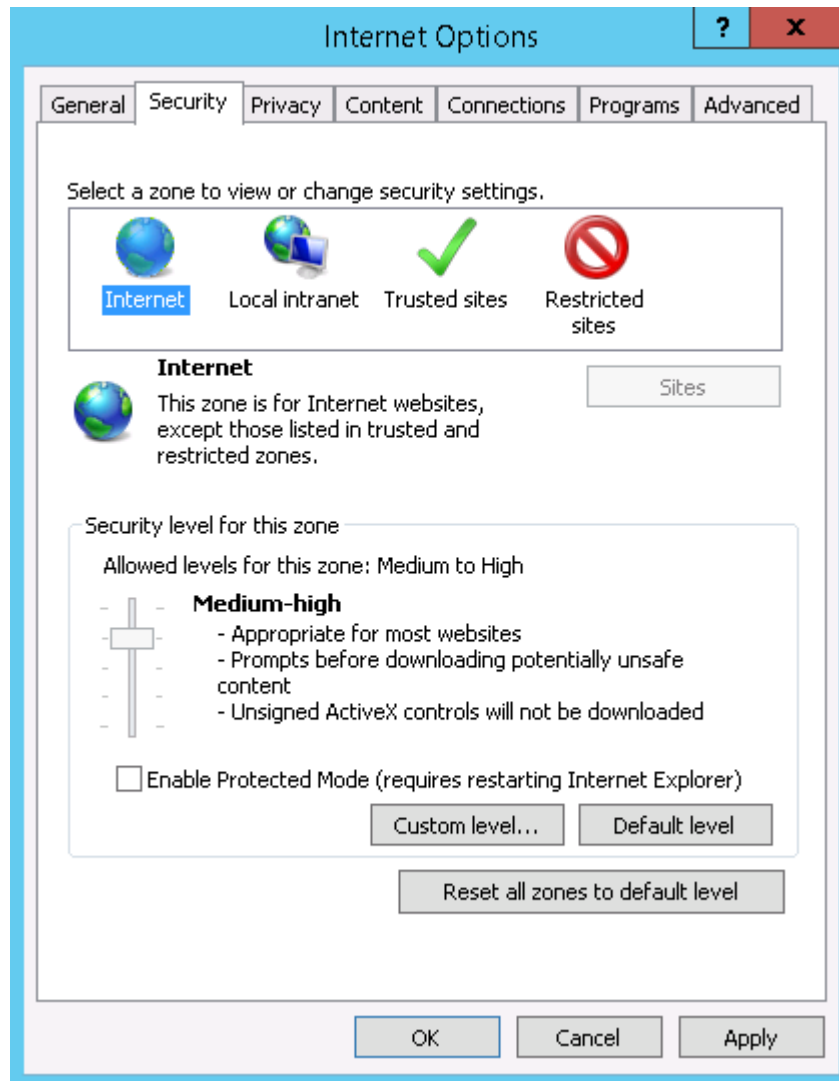 Internet Options
? x
General Security Privacy Content Connections Programs Advanced
Select a zone to view or change security settings.
Internet Local intranet Trusted sites Restricted
sites
Internet
Sites
This zone is for Internet websites,
except those listed in trusted and
restricted zones.
Security level for this zone
Allowed levels for this zone: Medium to High
Medium-high
- Appropriate for most websites
- Prompts before downloading potentially unsafe
content
- Unsigned ActiveX controls will not be downloaded
Enable Protected Mode (requires restarting Internet Explorer)
Custom level... Default level
Reset all zones to default level
OK Cancel Apply